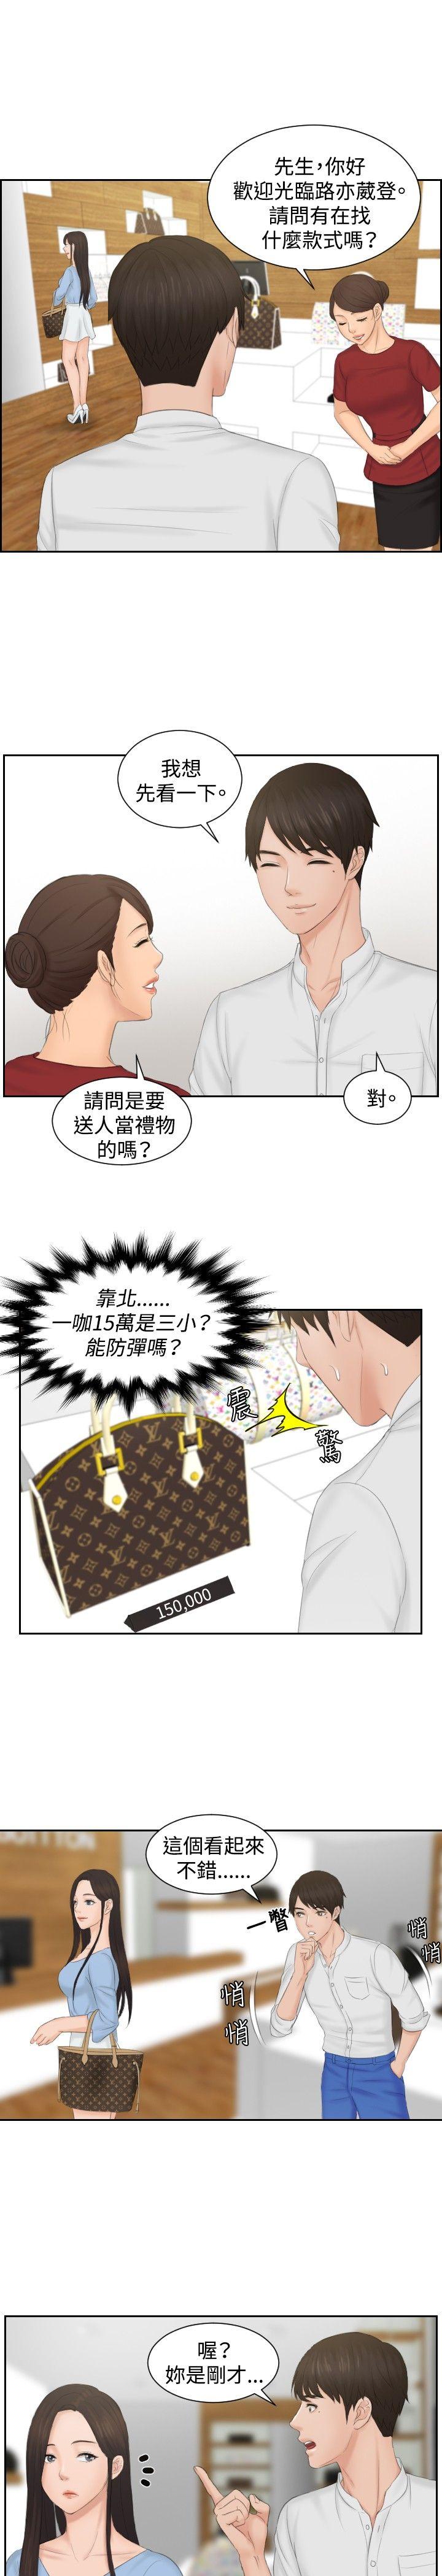 先生，你好
歡迎光臨路亦葳登。
請問有在找
什麼款式嗎？
我想
先看一下。
請問是要
送人當禮物
的嗎？
對。
靠北......
一咖15萬是三小？
能防彈嗎？
震
驚
150,000
這個看起來
不錯......
一瞥
悄
悄
悄
悄
喔？
妳是剛才...